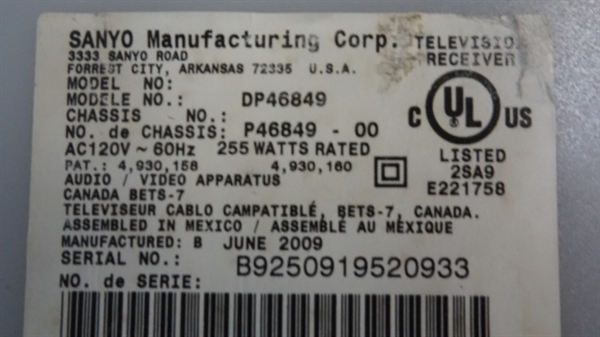 SANYO Manufacturing Corp. TELEVISIO
3333 SANYO ROAD RECEIVER
FORREST CITY, ARKANSAS 72335 U.S.A.
MODEL NO:
MODELE NO.: DP46849
CHASSIS NO.:
NO. de CHASSIS: P46849 - 00
AC120V ~ 60Hz 255 WATTS RATED
PAT.: 4,930,158 4,930,160
AUDIO / VIDEO APPARATUS
CANADA BETS-7
TELEVISEUR CABLO CAMPATIBLÉ, BETS-7, CANADA.
ASSEMBLED IN MEXICO / ASSEMBLÉ AU MEXIQUE
MANUFACTURED: B JUNE 2009
SERIAL NO.: B9250919520933
NO. de SERIE:
C UL US
®
LISTED
2SA9
E221758